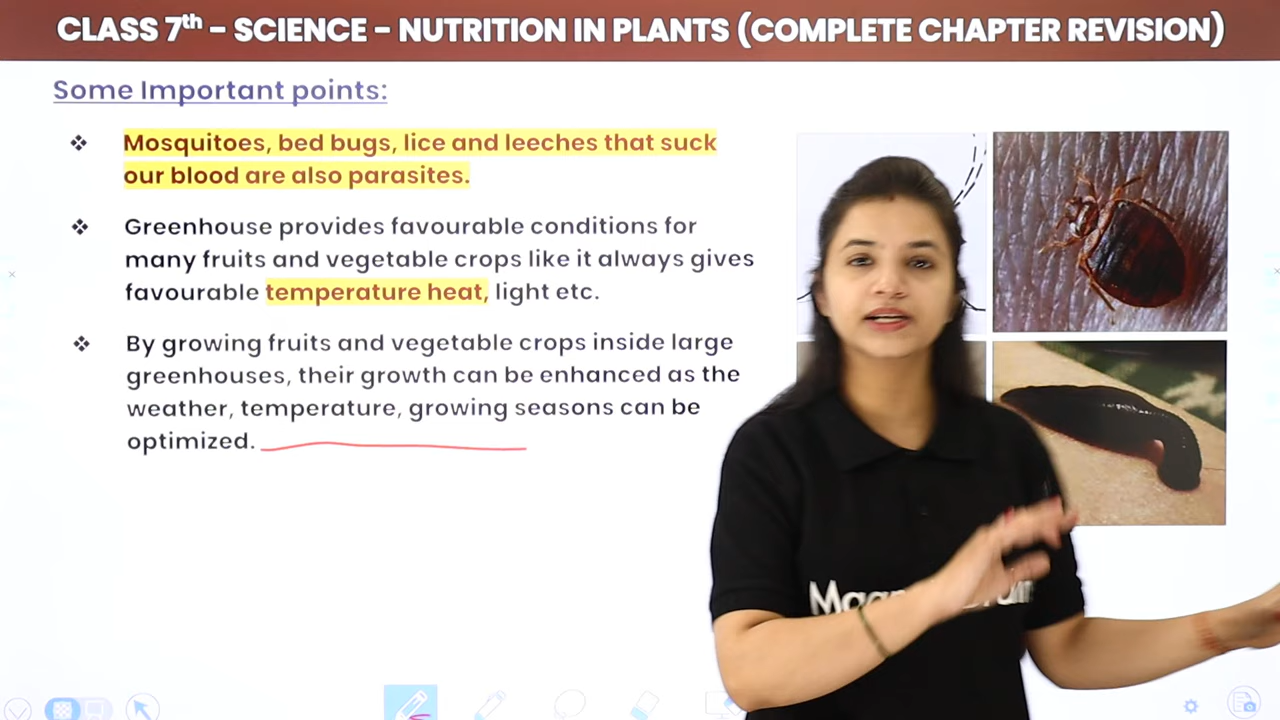 CLASS 7th – SCIENCE – NUTRITION IN PLANTS (COMPLETE CHAPTER REVISION)
Some Important points:
❖ Mosquitoes, bed bugs, lice and leeches that suck
our blood are also parasites.
❖ Greenhouse provides favourable conditions for
many fruits and vegetable crops like it always gives
favourable temperature heat, light etc.
❖ By growing fruits and vegetable crops inside large
greenhouses, their growth can be enhanced as the
weather, temperature, growing seasons can be
optimized.